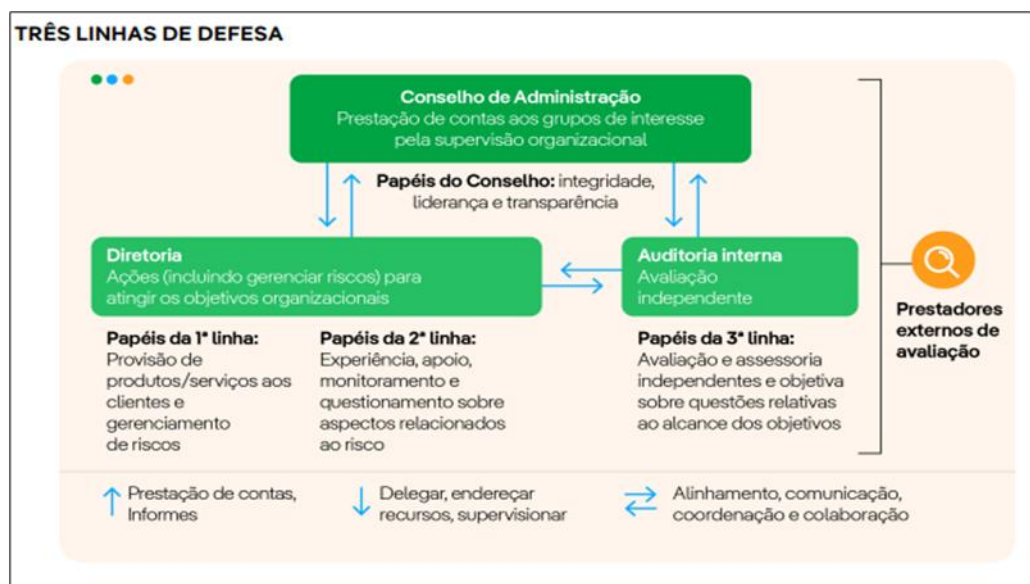 TRÊS LINHAS DE DEFESA
Conselho de Administração
Prestação de contas aos grupos de interesse
pela supervisão organizacional
Papéis do Conselho: integridade,
liderança e transparência
Diretoria
Ações (incluindo gerenciar riscos) para
atingir os objetivos organizacionais
Auditoria interna
Avaliação
independente
Papéis da 1ª linha:
Provisão de
produtos/serviços aos
clientes e
gerenciamento
de riscos
Papéis da 2ª linha:
Experiência, apoio,
monitoramento e
questionamento sobre
aspectos relacionados
ao risco
Papéis da 3ª linha:
Avaliação e assessoria
independentes e objetiva
sobre questões relativas
ao alcance dos objetivos
Prestadores
externos de
avaliação
Prestação de contas,
Informes
Delegar, endereçar
recursos, supervisionar
Alinhamento, comunicação,
coordenação e colaboração